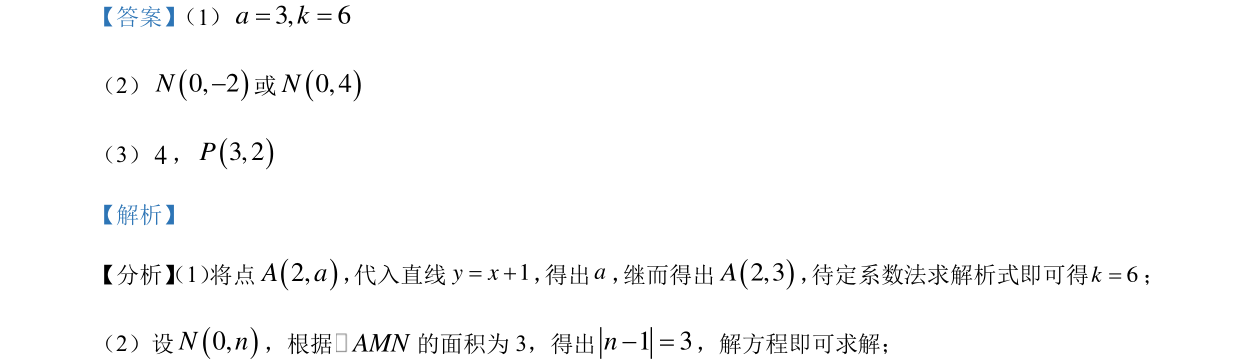 【答案】（1）a = 3, k = 6
（2）N(0,−2)或N(0,4)
（3）4，P(3,2)
【解析】
【分析】（1）将点A(2,a)，代入直线y = x+1，得出a，继而得出A(2,3)，待定系数法求解析式即可得k = 6；
（2）设N(0,n)，根据□AMN的面积为3，得出|n−1| = 3，解方程即可求解；